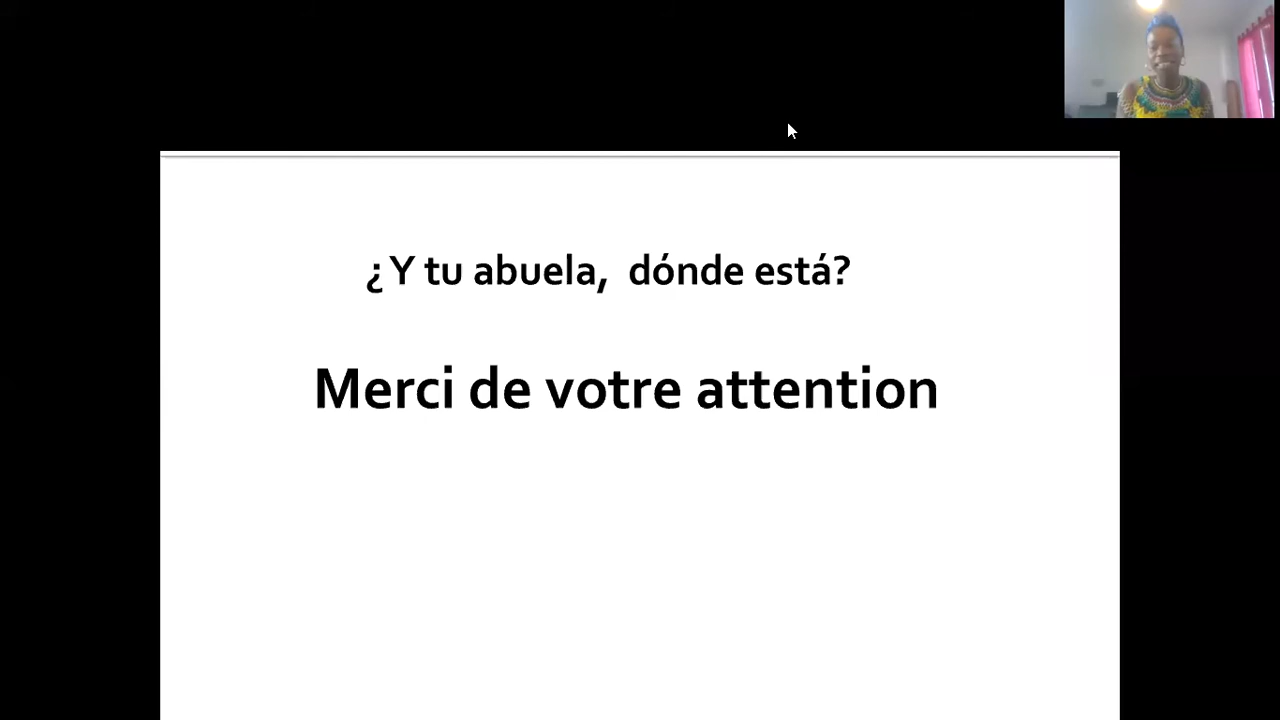 ¿Y tu abuela, dónde está?
Merci de votre attention